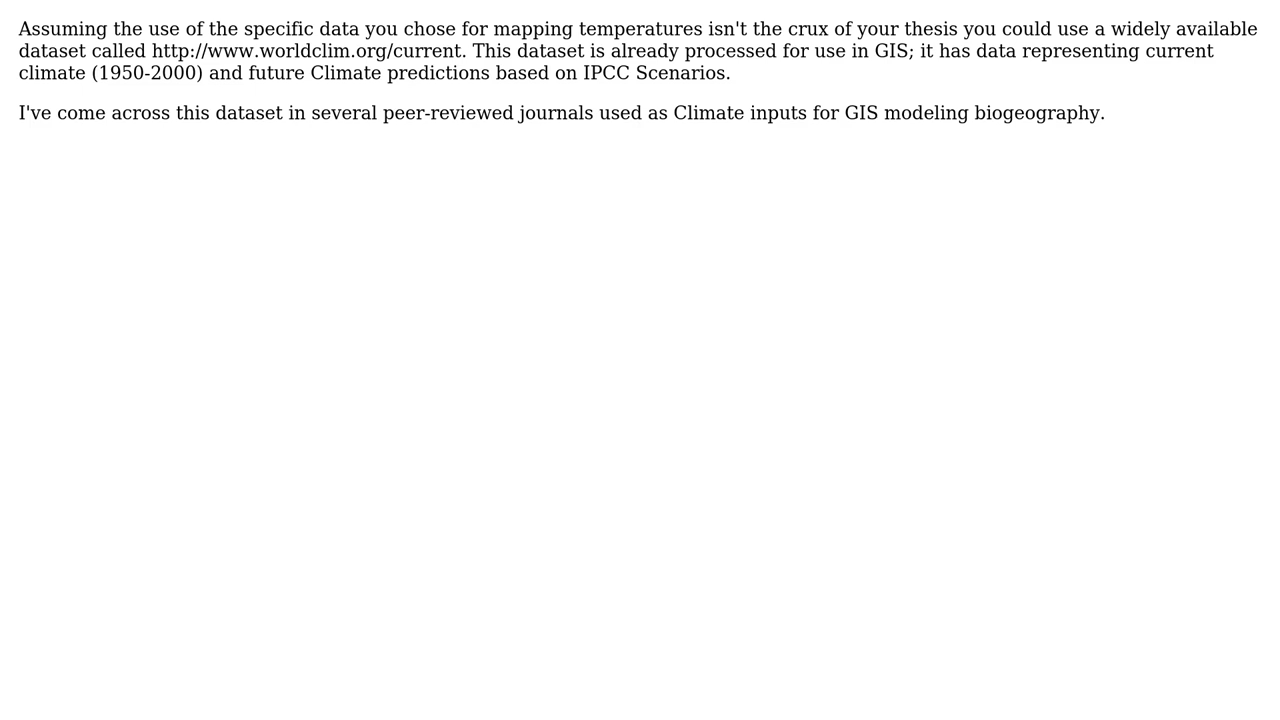 Assuming the use of the specific data you chose for mapping temperatures isn't the crux of your thesis you could use a widely available
dataset called http://www.worldclim.org/current. This dataset is already processed for use in GIS; it has data representing current
climate (1950-2000) and future Climate predictions based on IPCC Scenarios.
I've come across this dataset in several peer-reviewed journals used as Climate inputs for GIS modeling biogeography.